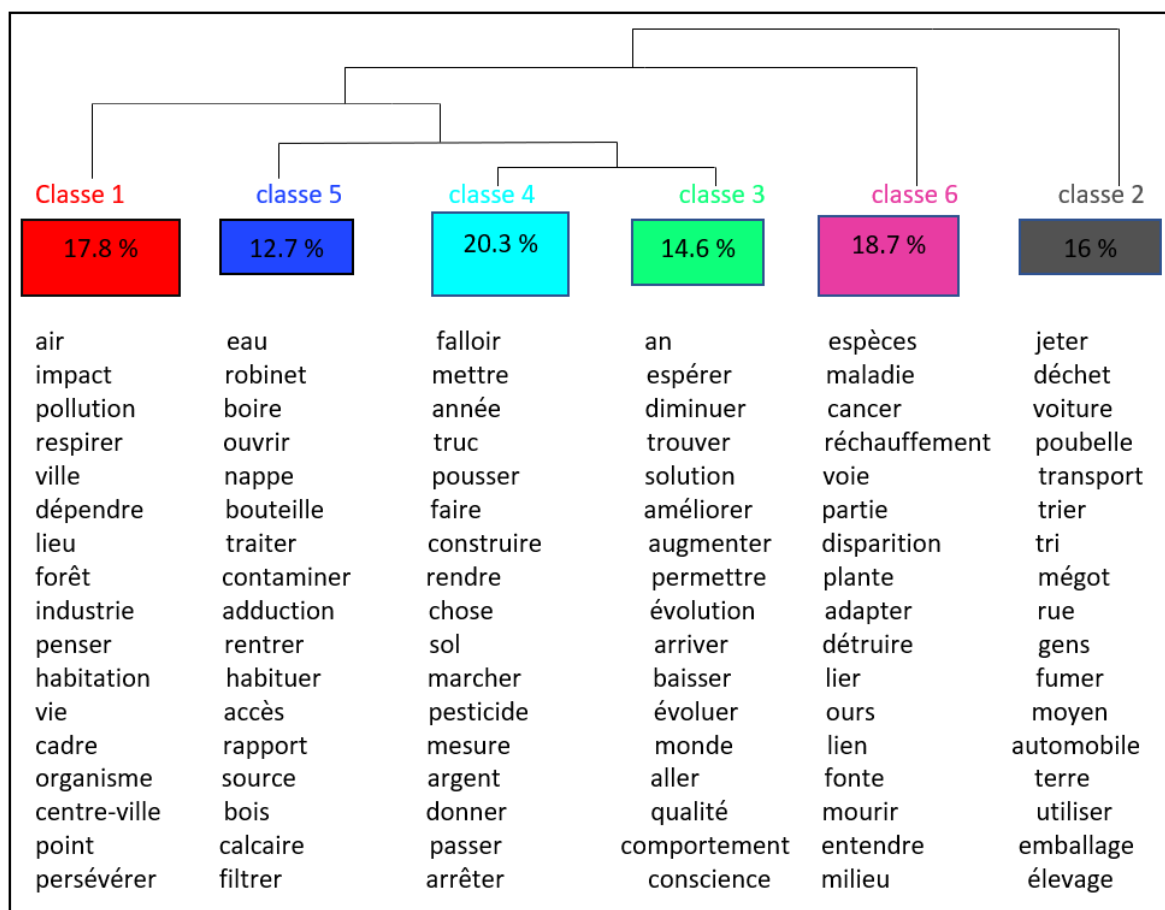 Classe 1 classe 5 classe 4 classe 3 classe 6 classe 2
17.8 % 12.7 % 20.3 % 14.6 % 18.7 % 16 %
air eau falloir an espèces jeter
impact robinet mettre espérer maladie déchet
pollution boire année diminuer cancer voiture
respirer ouvrir truc trouver réchauffement poubelle
ville nappe pousser solution voie transport
dépendre bouteille faire améliorer partie trier
lieu traiter construire augmenter disparition tri
forêt contaminer rendre permettre plante mégot
industrie adduction chose évolution adapter rue
penser rentrer sol arriver détruire gens
habitation habituer marcher baisser lier fumer
vie accès pesticide évoluer ours moyen
cadre rapport mesure monde lien automobile
organisme source argent aller fonte terre
centre-ville bois donner qualité mourir utiliser
point calcaire passer comportement entendre emballage
persévérer filtrer arrêter conscience milieu élevage